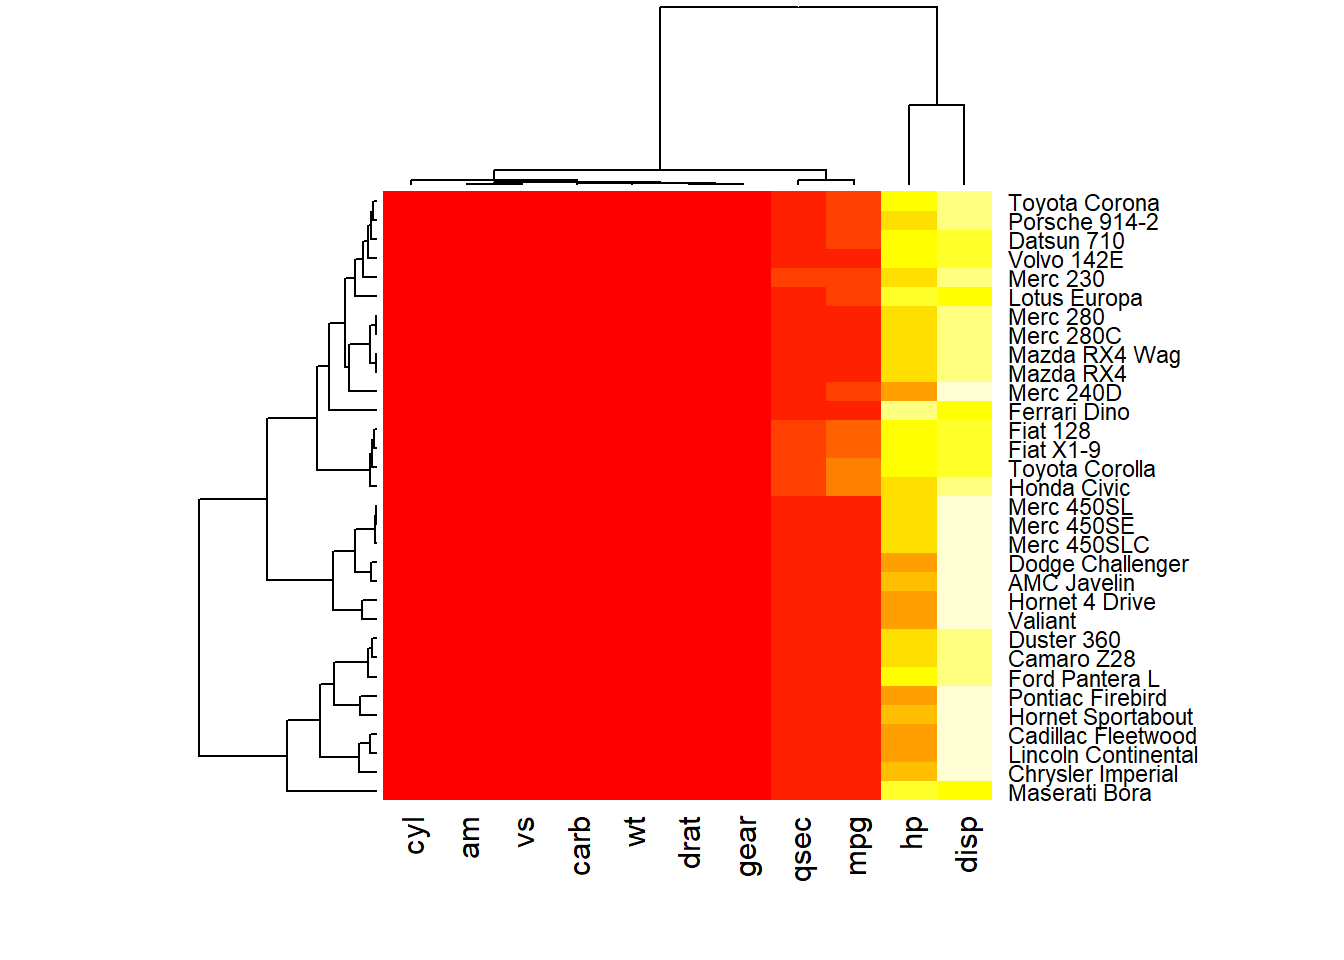 Toyota Corona
Porsche 914-2
Datsun 710
Volvo 142E
Merc 230
Lotus Europa
Merc 280
Merc 280C
Mazda RX4 Wag
Mazda RX4
Merc 240D
Ferrari Dino
Fiat 128
Fiat X1-9
Toyota Corolla
Honda Civic
Merc 450SL
Merc 450SE
Merc 450SLC
Dodge Challenger
AMC Javelin
Hornet 4 Drive
Valiant
Duster 360
Camaro Z28
Ford Pantera L
Pontiac Firebird
Hornet Sportabout
Cadillac Fleetwood
Lincoln Continental
Chrysler Imperial
Maserati Bora
cyl
am
vs
carb
wt
drat
gear
qsec
mpg
hp
disp